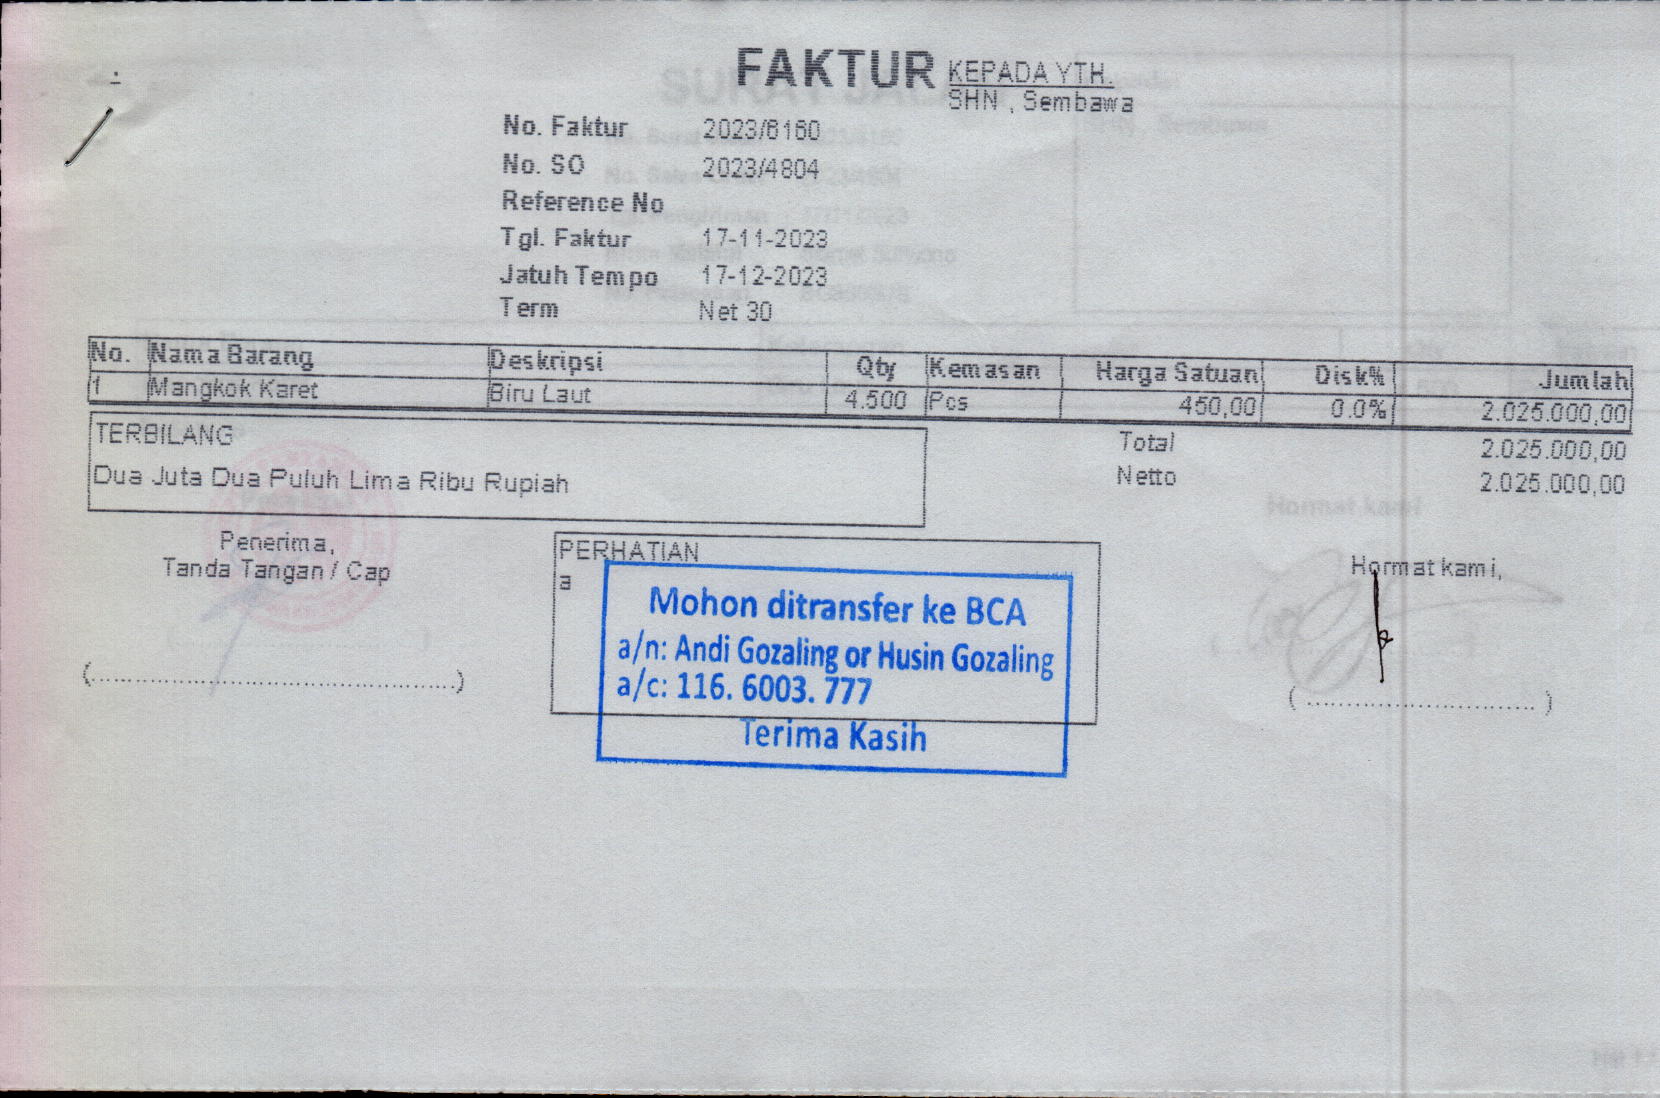 FAKTUR
KEPADA YTH.
SHN , Sembawa
No. Faktur 2023/6160
No. SO 2023/4804
Reference No
Tgl. Faktur 17-11-2023
Jatuh Tempo 17-12-2023
Term Net 30
No. Nama Barang Deskripsi Qty Kemasan Harga Satuan Disk% Jumlah
1 Mangkok Karet Biru Laut 4.500 Pcs 450,00 0.0% 2.025.000,00
TERBILANG
Dua Juta Dua Puluh Lima Ribu Rupiah
Total 2.025.000,00
Netto 2.025.000,00
Penerima,
Tanda Tangan / Cap
PERHATIAN
a
Mohon ditransfer ke BCA
a/n: Andi Gozaling or Husin Gozaling
a/c: 116. 6003. 777
Terima Kasih
Hormat kami,
(..........................................)
(..........................)